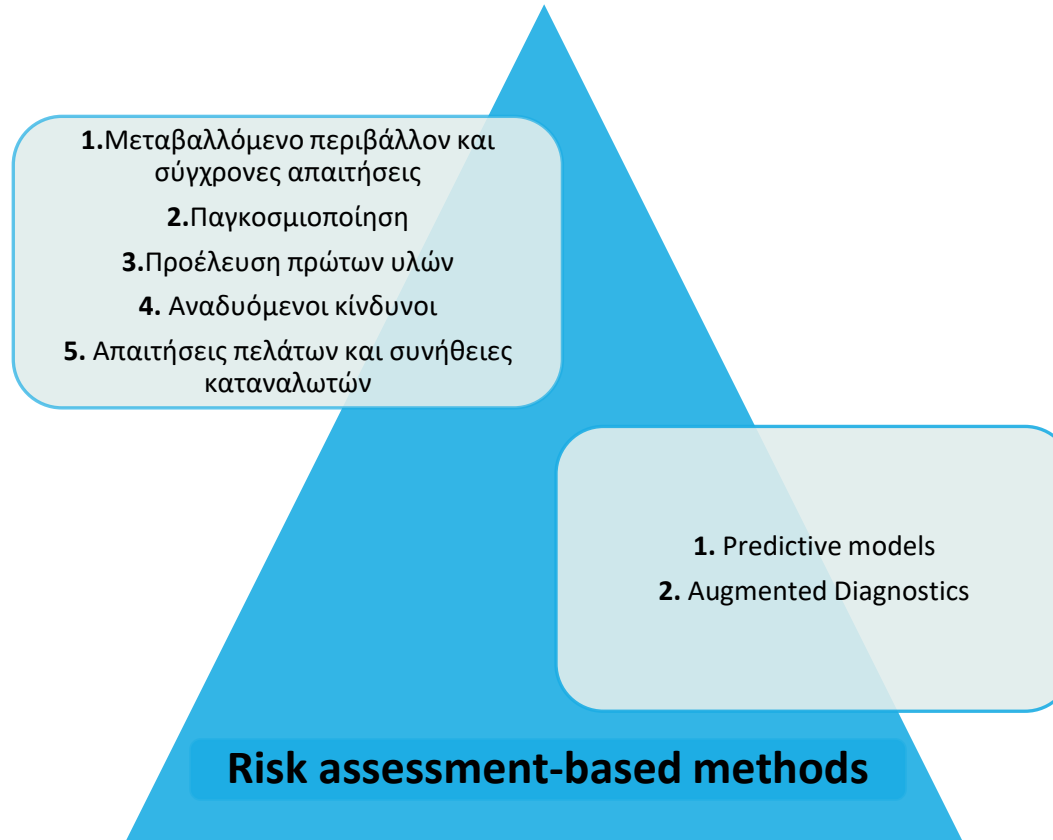 1.Μεταβαλλόμενο περιβάλλον και
σύγχρονες απαιτήσεις
2.Παγκοσμιοποίηση
3.Προέλευση πρώτων υλών
4. Αναδυόμενοι κίνδυνοι
5. Απαιτήσεις πελάτων και συνήθειες
καταναλωτών
1. Predictive models
2. Augmented Diagnostics
Risk assessment-based methods